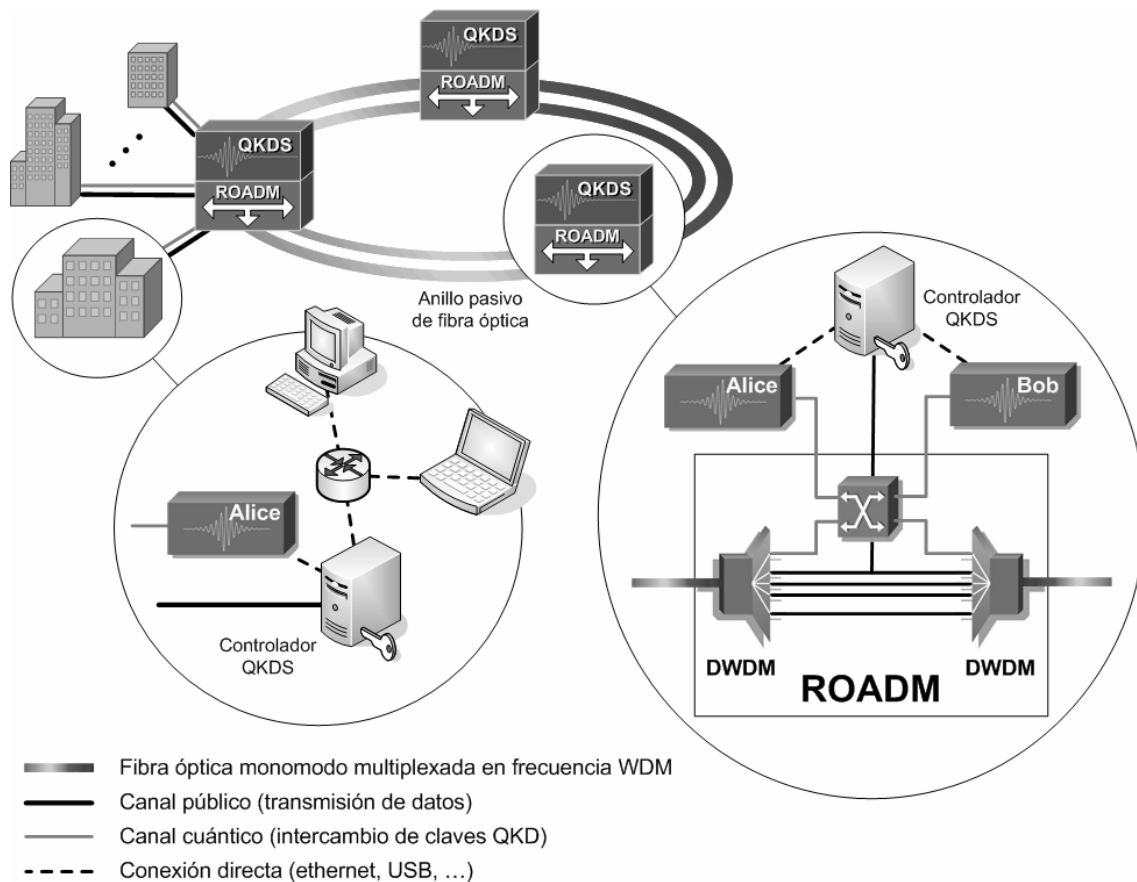 QKDS
ROADM
QKDS
ROADM
QKDS
ROADM
Anillo pasivo
de fibra óptica
Controlador
QKDS
Alice
Bob
Alice
Controlador
QKDS
DWDM
DWDM
ROADM
Fibra óptica monomodo multiplexada en frecuencia WDM
Canal público (transmisión de datos)
Canal cuántico (intercambio de claves QKD)
Conexión directa (ethernet, USB, ...)